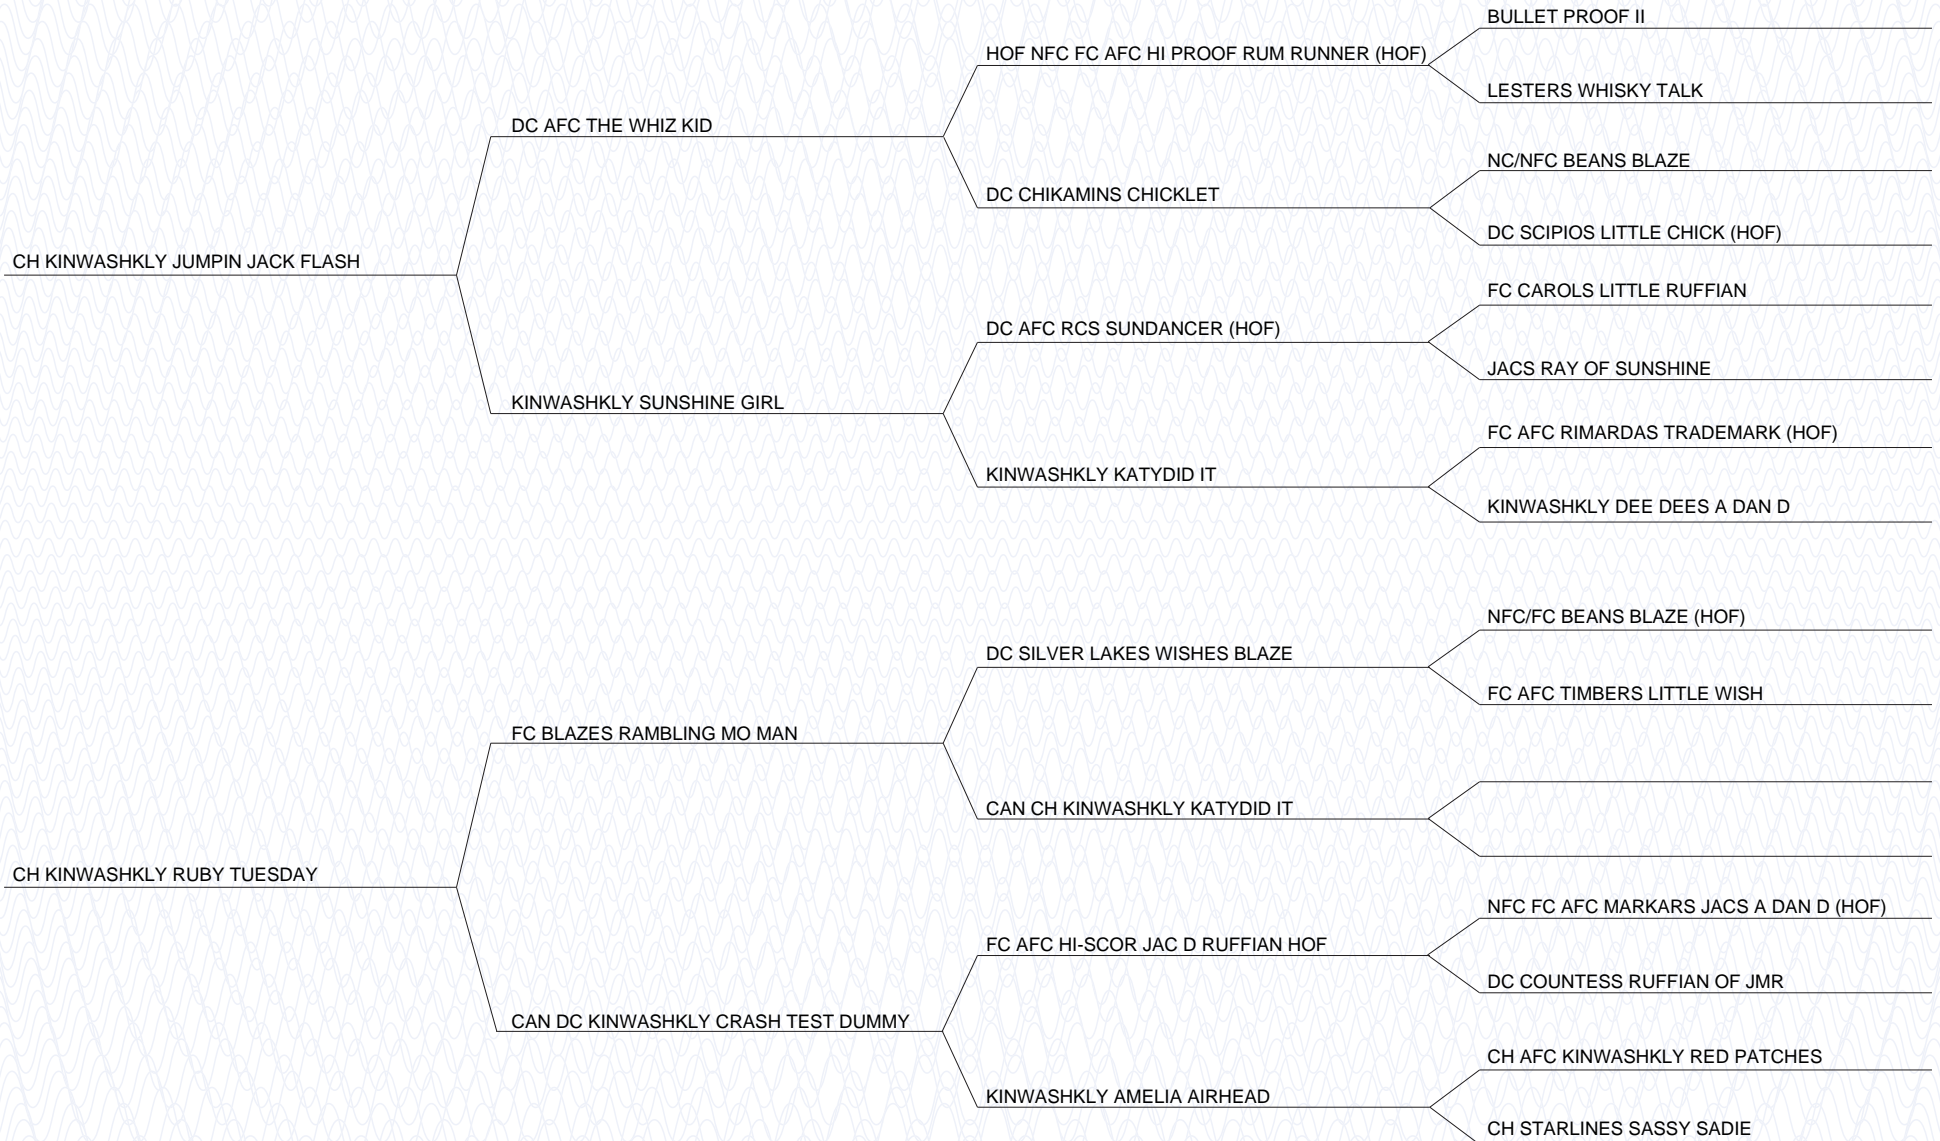 BULLET PROOF II
HOF NFC FC AFC HI PROOF RUM RUNNER (HOF)
LESTERS WHISKY TALK
DC AFC THE WHIZ KID
NC/NFC BEANS BLAZE
DC CHIKAMINS CHICKLET
DC SCIPIOS LITTLE CHICK (HOF)
CH KINWASHKLY JUMPIN JACK FLASH
FC CAROLS LITTLE RUFFIAN
DC AFC RCS SUNDANCER (HOF)
JACS RAY OF SUNSHINE
KINWASHKLY SUNSHINE GIRL
FC AFC RIMARDAS TRADEMARK (HOF)
KINWASHKLY KATYDID IT
KINWASHKLY DEE DEES A DAN D
NFC/FC BEANS BLAZE (HOF)
DC SILVER LAKES WISHES BLAZE
FC AFC TIMBERS LITTLE WISH
FC BLAZES RAMBLING MO MAN
CAN CH KINWASHKLY KATYDID IT
CH KINWASHKLY RUBY TUESDAY
NFC FC AFC MARKARS JACS A DAN D (HOF)
FC AFC HI-SCOR JAC D RUFFIAN HOF
DC COUNTESS RUFFIAN OF JMR
CAN DC KINWASHKLY CRASH TEST DUMMY
CH AFC KINWASHKLY RED PATCHES
KINWASHKLY AMELIA AIRHEAD
CH STARLINES SASSY SADIE